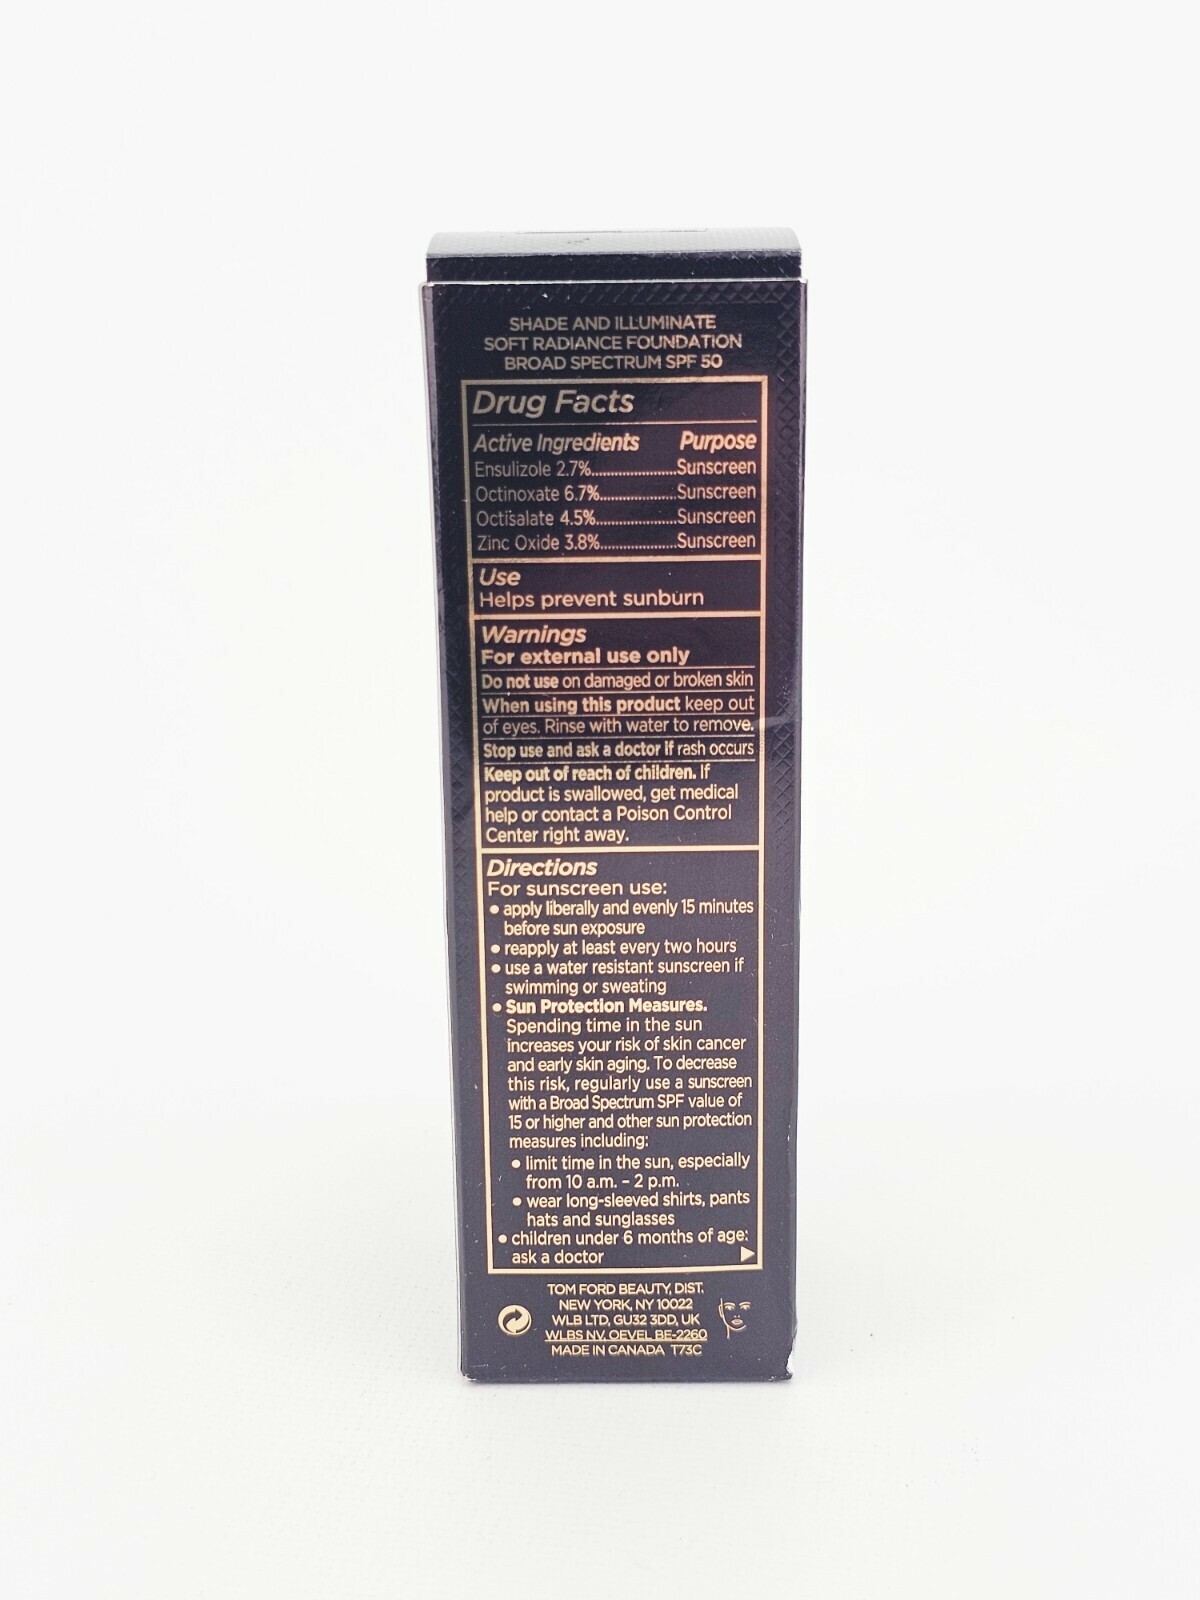 SHADE AND ILLUMINATE
SOFT RADIANCE FOUNDATION
BROAD SPECTRUM SPF 50
Drug Facts
Active Ingredients Purpose
Ensulizole 2.7%......................Sunscreen
Octinoxate 6.7%....................Sunscreen
Octisalate 4.5%.....................Sunscreen
Zinc Oxide 3.8%....................Sunscreen
Use
Helps prevent sunburn
Warnings
For external use only
Do not use on damaged or broken skin
When using this product keep out
of eyes. Rinse with water to remove.
Stop use and ask a doctor if rash occurs
Keep out of reach of children. If
product is swallowed, get medical
help or contact a Poison Control
Center right away.
Directions
For sunscreen use:
• apply liberally and evenly 15 minutes
before sun exposure
• reapply at least every two hours
• use a water resistant sunscreen if
swimming or sweating
• Sun Protection Measures.
Spending time in the sun
increases your risk of skin cancer
and early skin aging. To decrease
this risk, regularly use a sunscreen
with a Broad Spectrum SPF value of
15 or higher and other sun protection
measures including:
• limit time in the sun, especially
from 10 a.m. – 2 p.m.
• wear long-sleeved shirts, pants
hats and sunglasses
• children under 6 months of age:
ask a doctor
TOM FORD BEAUTY, DIST.
NEW YORK, NY 10022
WLB LTD, GU32 3DD, UK
WLBS NV, OEVEL BE-2260
MADE IN CANADA T73C